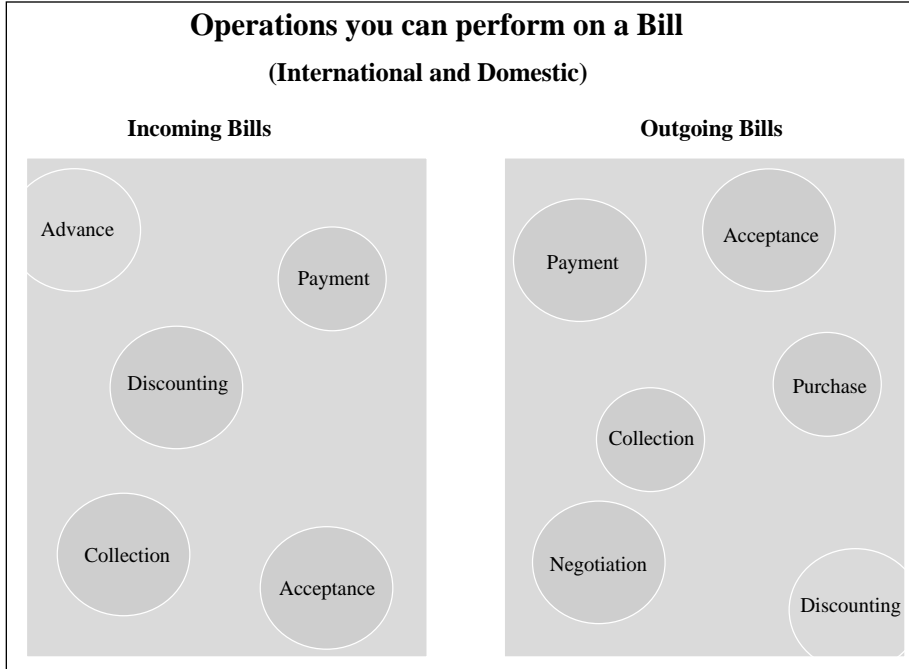 Operations you can perform on a Bill
(International and Domestic)
Incoming Bills
Advance
Payment
Discounting
Collection
Acceptance
Outgoing Bills
Payment
Acceptance
Purchase
Collection
Negotiation
Discounting